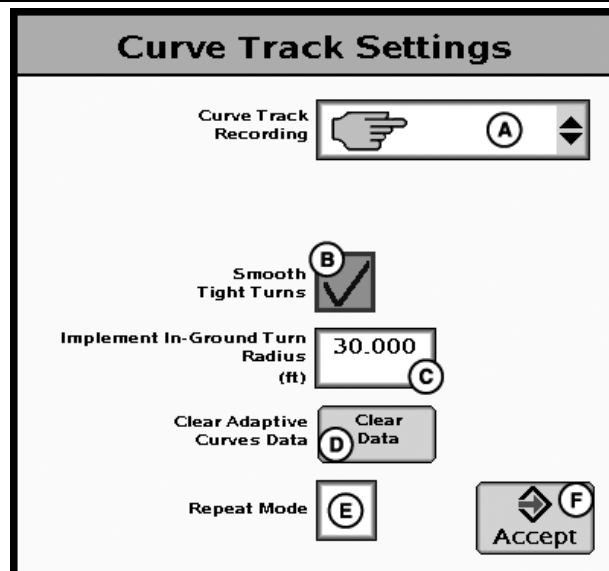 Curve Track Settings
Curve Track
Recording
A
B
Smooth
Tight Turns
Implement In-Ground Turn
Radius
(ft)
30.000
C
Clear Adaptive
Curves Data
Clear
Data
D
Repeat Mode
E
F
Accept